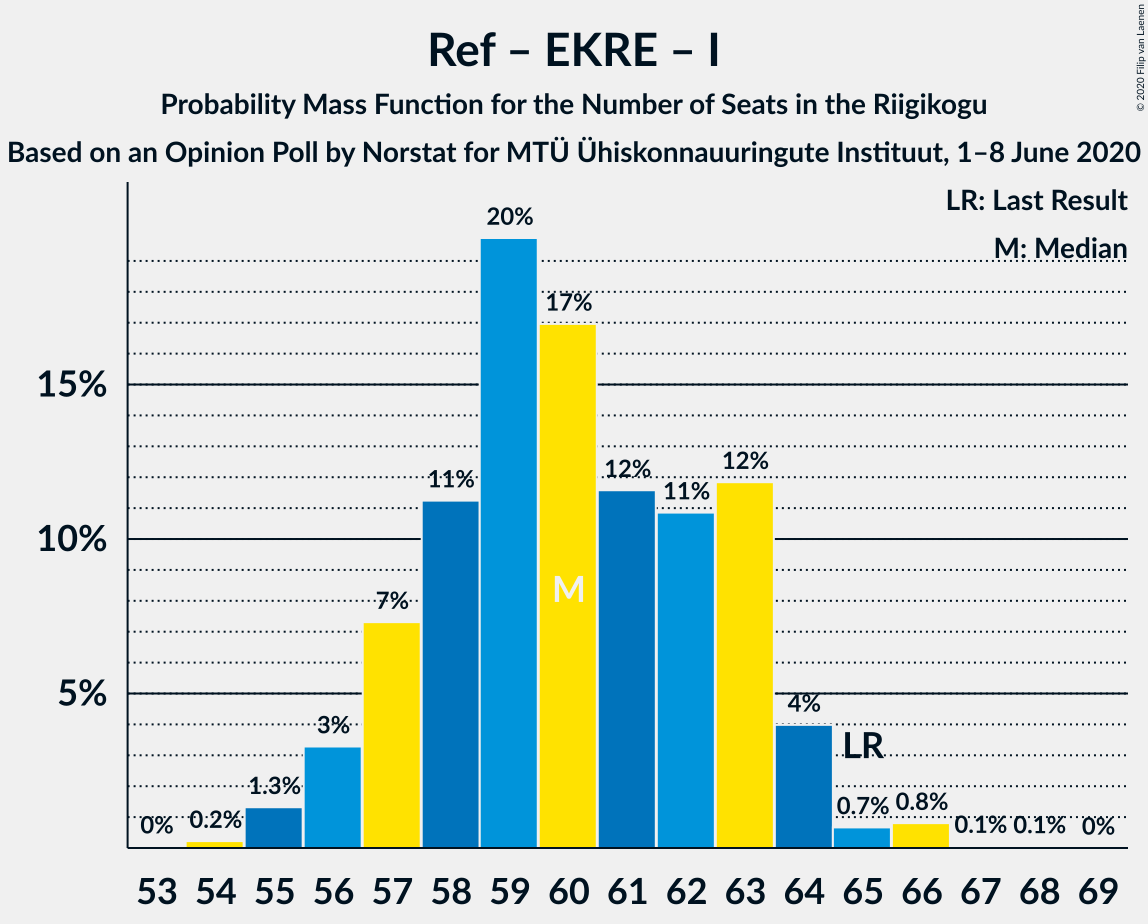 Ref – EKRE – I
Probability Mass Function for the Number of Seats in the Riigikogu
Based on an Opinion Poll by Norstat for MTÜ Ühiskonnauuringute Instituut, 1–8 June 2020
© 2020 Filip van Laenen
LR: Last Result
M: Median
20%
17%
15%
12%
12%
11%
11%
10%
M
7%
5%
4%
3%
LR
1.3%
0.8%
0.7%
0.2%
0%
0.1%
0.1%
0%
53 54 55 56 57 58 59 60 61 62 63 64 65 66 67 68 69